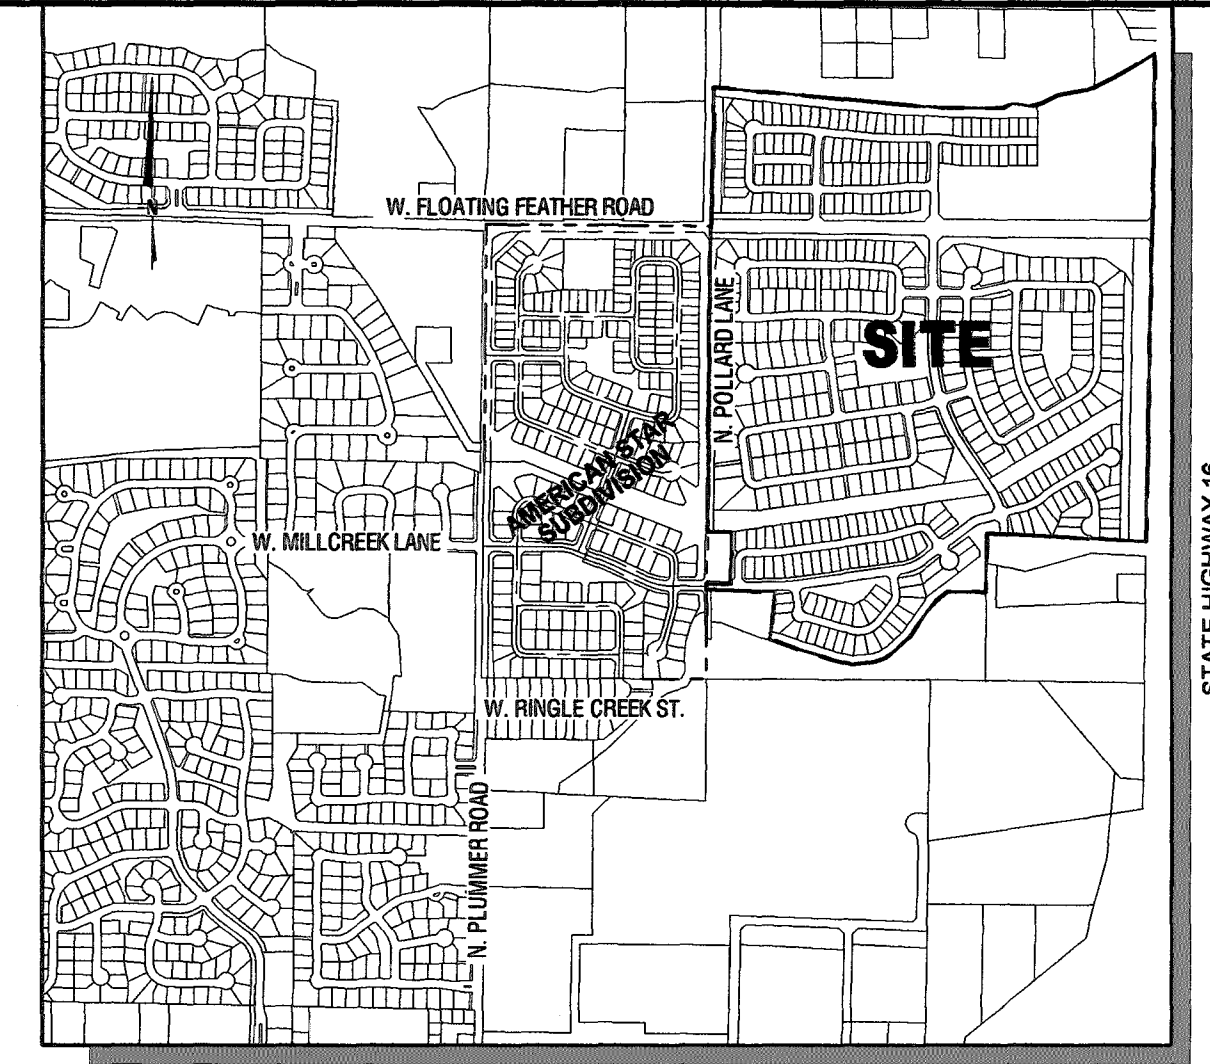 N
W. FLOATING FEATHER ROAD
N. POLLARD LANE
SITE
AMERICAN STAR
SUBDIVISION
W. MILLCREEK LANE
STATE HIGHWAY 16
W. RINGLE CREEK ST.
N. PLUMMER ROAD